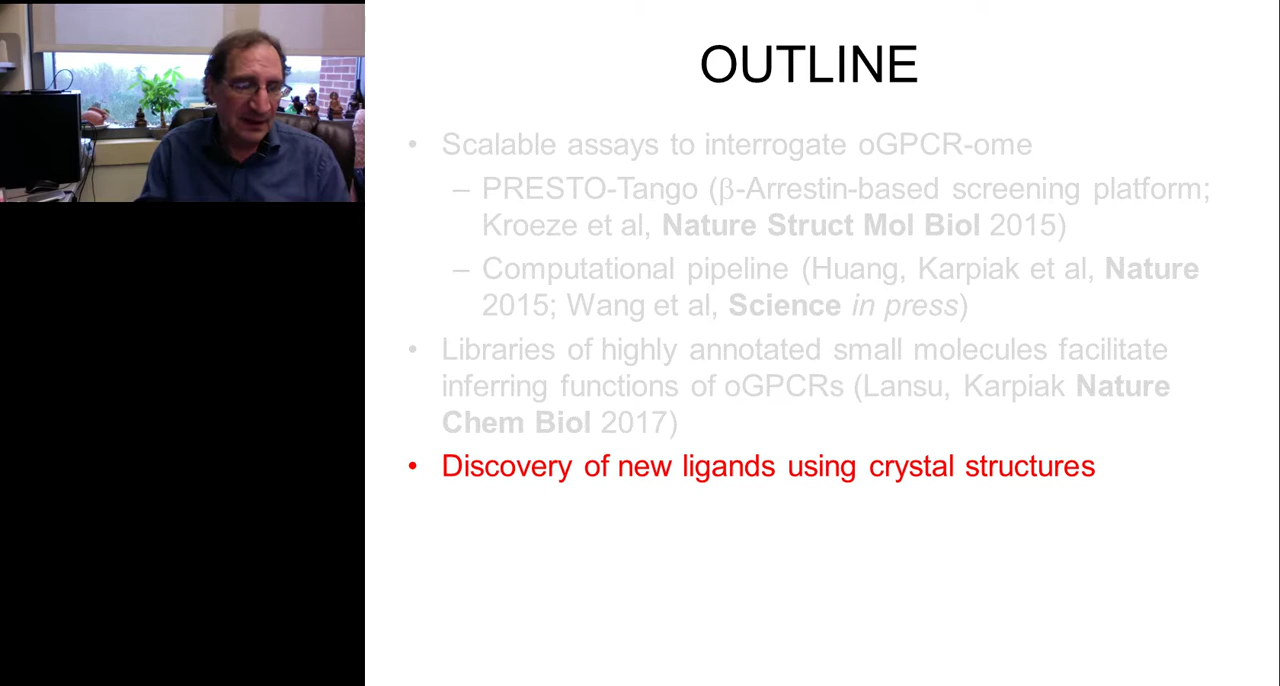 OUTLINE
• Scalable assays to interrogate oGPCR-ome
– PRESTO-Tango (β-Arrestin-based screening platform;
Kroeze et al, Nature Struct Mol Biol 2015)
– Computational pipeline (Huang, Karpiak et al, Nature
2015; Wang et al, Science in press)
• Libraries of highly annotated small molecules facilitate
inferring functions of oGPCRs (Lansu, Karpiak Nature
Chem Biol 2017)
• Discovery of new ligands using crystal structures